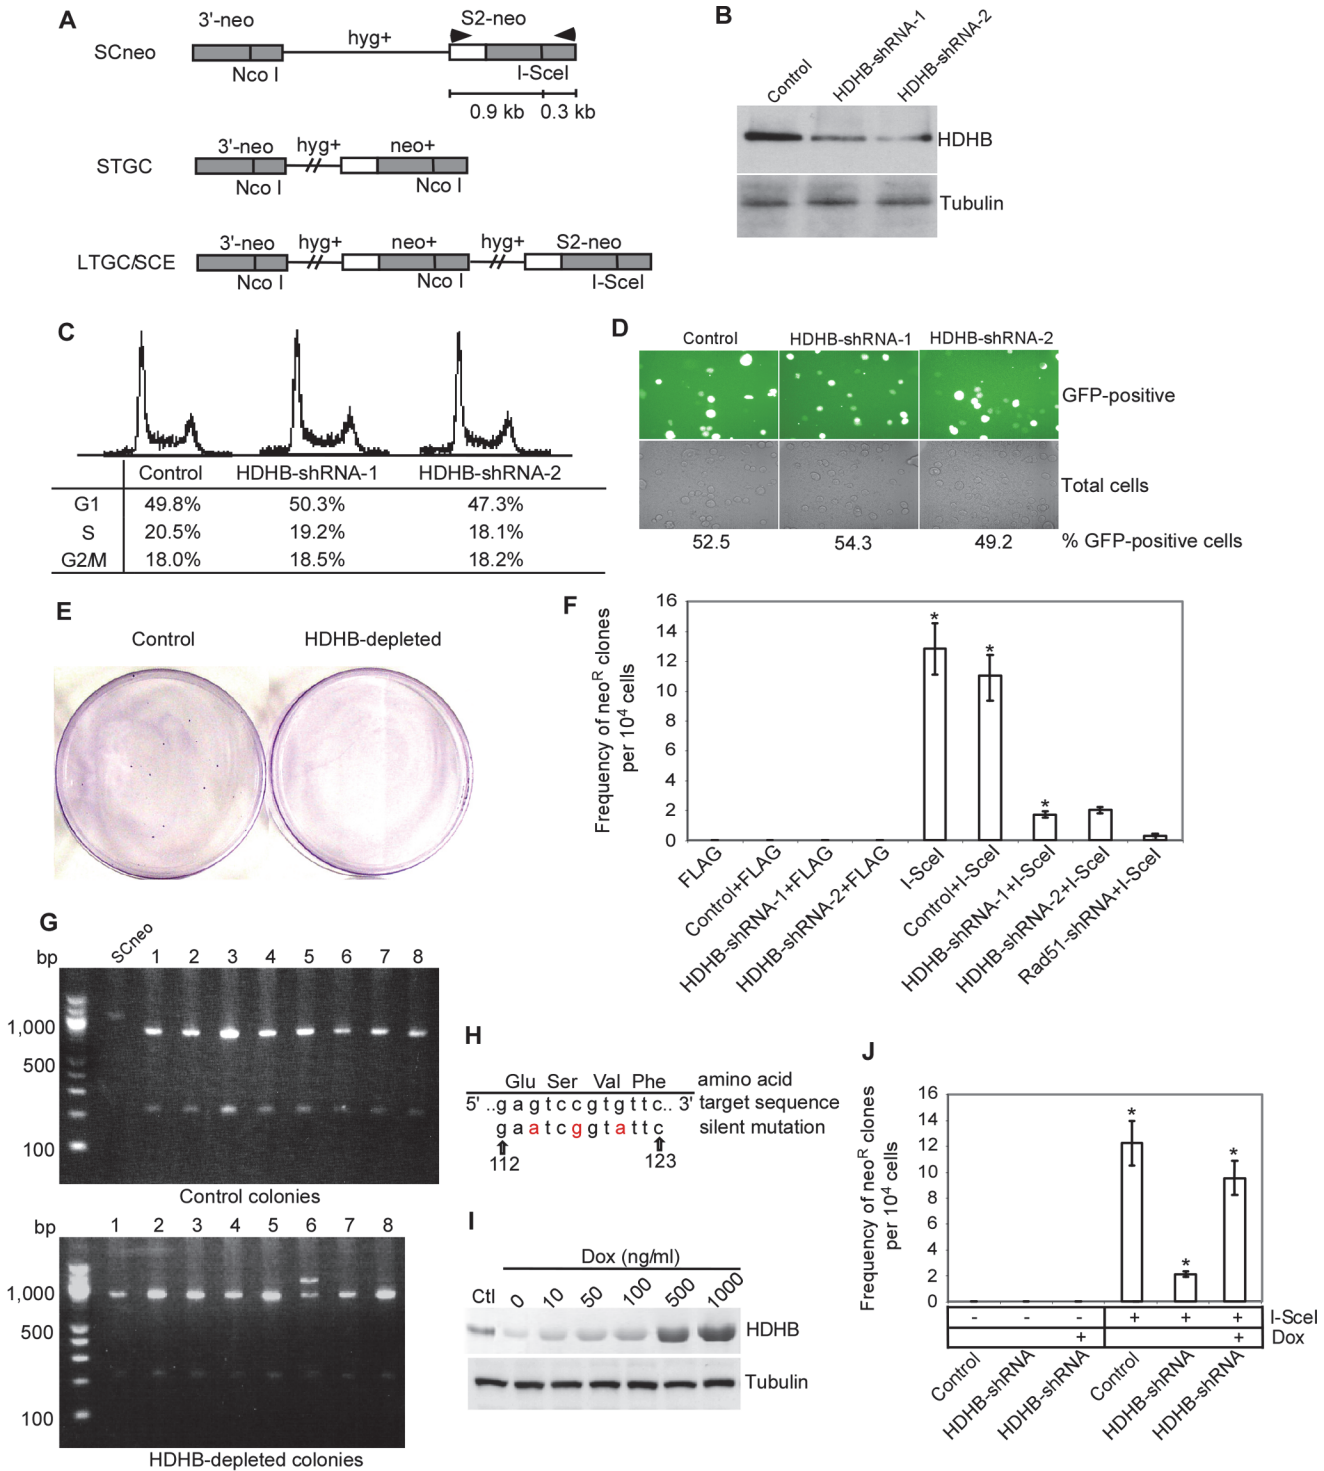 A
3'-neo
S2-neo
SCneo
hyg+
Nco I
I-SceI
0.9 kb
0.3 kb
3'-neo
hyg+
neo+
STGC
Nco I
Nco I
3'-neo
hyg+
neo+
hyg+
S2-neo
LTGC/SCE
Nco I
Nco I
I-SceI
B
Control
HDHB-shRNA-1
HDHB-shRNA-2
HDHB
Tubulin
C
Control HDHB-shRNA-1 HDHB-shRNA-2
G1 49.8% 50.3% 47.3%
S 20.5% 19.2% 18.1%
G2/M 18.0% 18.5% 18.2%
D
Control HDHB-shRNA-1 HDHB-shRNA-2
GFP-positive
Total cells
52.5 54.3 49.2 % GFP-positive cells
E
Control HDHB-depleted
F
Frequency of neoR clones
per 10⁴ cells
16
14
12
10
8
6
4
2
0
*
*
*
FLAG
Control+FLAG
HDHB-shRNA-1+FLAG
HDHB-shRNA-2+FLAG
I-SceI
Control+I-SceI
HDHB-shRNA-1+I-SceI
HDHB-shRNA-2+I-SceI
Rad51-shRNA+I-SceI
G
bp SCneo 1 2 3 4 5 6 7 8
1,000
500
100
Control colonies
bp 1 2 3 4 5 6 7 8
1,000
500
100
HDHB-depleted colonies
H
Glu Ser Val Phe amino acid
5' ..g a g t c c g t g t t c.. 3' target sequence
g a a t c g g t a t t c silent mutation
112 123
I
Dox (ng/ml)
Ctl 0 10 50 100 500 1000
HDHB
Tubulin
J
Frequency of neoR clones
per 10⁴ cells
16
14
12
10
8
6
4
2
0
*
*
*
- - - + + + I-SceI
+ + Dox
Control
HDHB-shRNA
HDHB-shRNA
Control
HDHB-shRNA
HDHB-shRNA